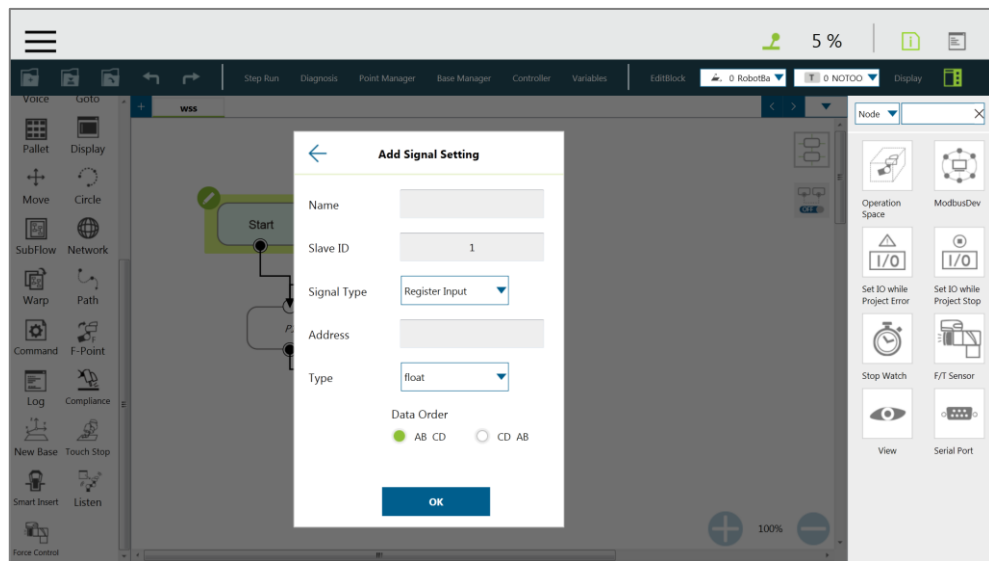 5 %
Step Run Diagnosis Point Manager Base Manager Controller Variables EditBlock 0 RobotBa T 0 NOTOO Display
Voice Goto
+ wss
Node
Pallet Display
Move Circle
SubFlow Network
Warp Path
Command F-Point
Log Compliance
New Base Touch Stop
Smart Insert Listen
Force Control
Start
Add Signal Setting
Name
Slave ID 1
Signal Type Register Input
Address
Type float
Data Order
AB CD CD AB
OK
OFF
100%
Operation
Space
ModbusDev
I/O
I/O
Set IO while
Project Error
Set IO while
Project Stop
Stop Watch
F/T Sensor
View
Serial Port